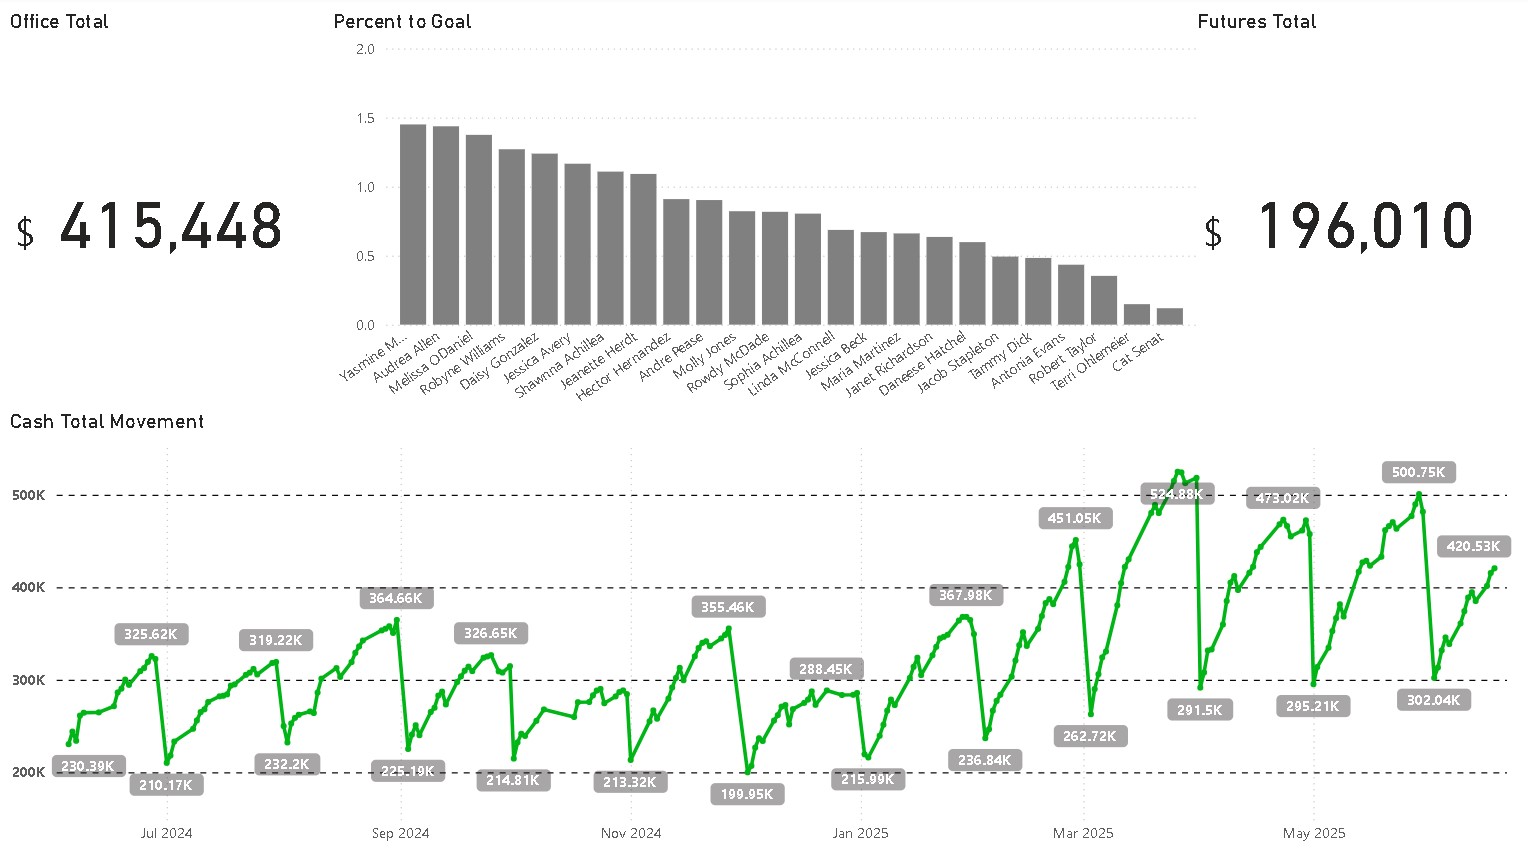 Office Total
$ 415,448
Percent to Goal
2.0
1.5
1.0
0.5
0.0
Yasmine M...
Audrea Allen
Melissa ODaniel
Robyne Williams
Daisy Gonzalez
Jessica Avery
Shawnna Achillea
Jeanette Herdt
Hector Hernandez
Andre Pease
Molly Jones
Rowdy McDade
Sophia Achillea
Linda McConnell
Jessica Beck
Maria Martinez
Janet Richardson
Daneese Hatchel
Jacob Stapleton
Tammy Dick
Antonia Evans
Robert Taylor
Terri Ohlemeier
Cat Senat
Futures Total
$ 196,010
Cash Total Movement
500K
400K
300K
200K
230.39K
325.62K
210.17K
319.22K
232.2K
364.66K
225.19K
326.65K
214.81K
213.32K
355.46K
199.95K
288.45K
215.99K
367.98K
236.84K
451.05K
262.72K
524.88K
291.5K
473.02K
295.21K
500.75K
302.04K
420.53K
Jul 2024
Sep 2024
Nov 2024
Jan 2025
Mar 2025
May 2025